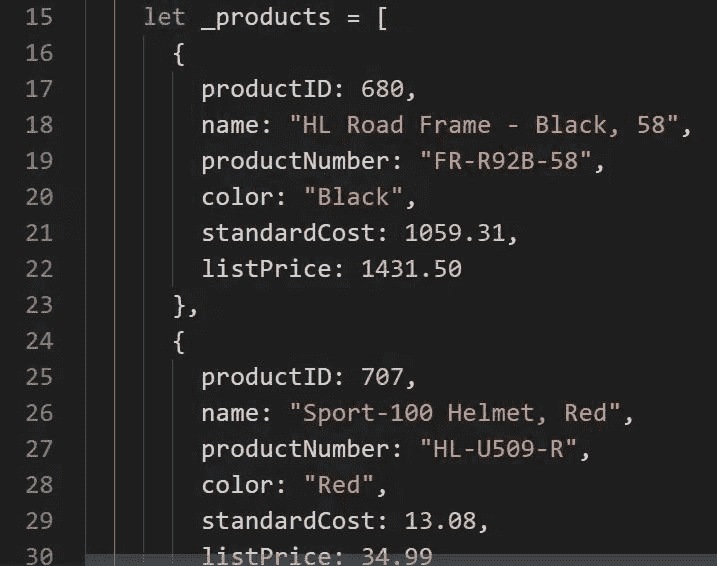 15 let _products = [
16 {
17 productID: 680,
18 name: "HL Road Frame - Black, 58",
19 productNumber: "FR-R92B-58",
20 color: "Black",
21 standardCost: 1059.31,
22 listPrice: 1431.50
23 },
24 {
25 productID: 707,
26 name: "Sport-100 Helmet, Red",
27 productNumber: "HL-U509-R",
28 color: "Red",
29 standardCost: 13.08,
30 listPrice: 34.99